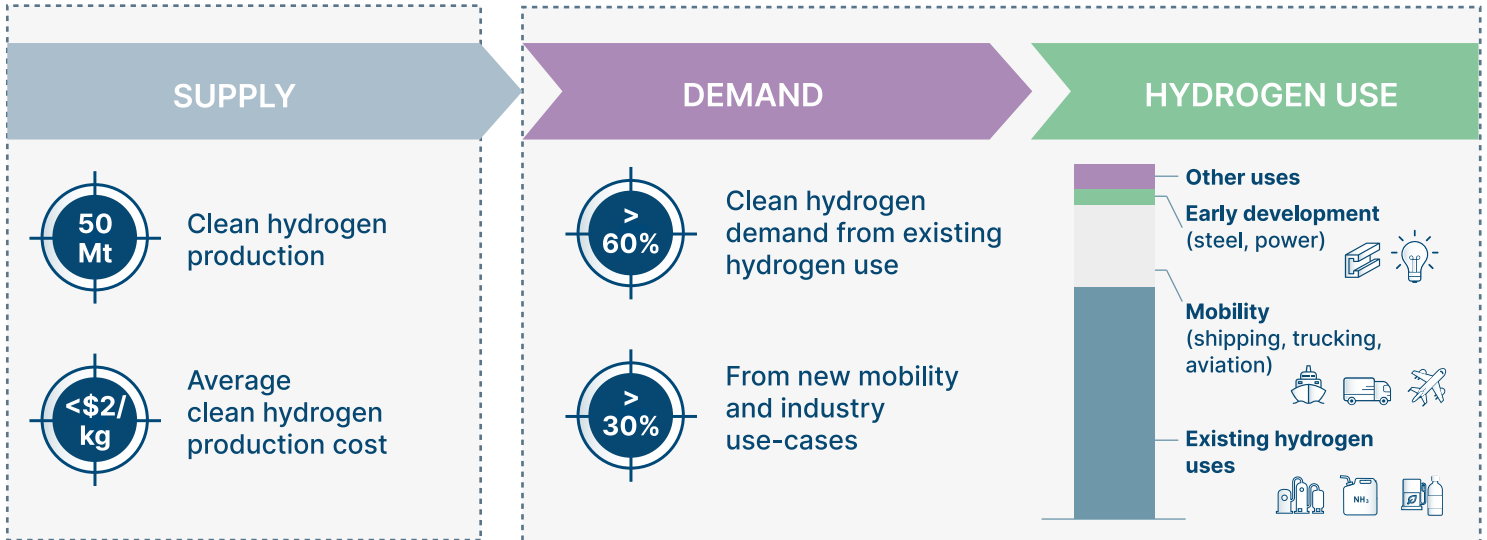 SUPPLY
50
Mt
Clean hydrogen
production
<$2/
kg
Average
clean hydrogen
production cost
DEMAND
>
60%
Clean hydrogen
demand from existing
hydrogen use
>
30%
From new mobility
and industry
use-cases
HYDROGEN USE
Other uses
Early development
(steel, power)
Mobility
(shipping, trucking,
aviation)
Existing hydrogen
uses
NH₃